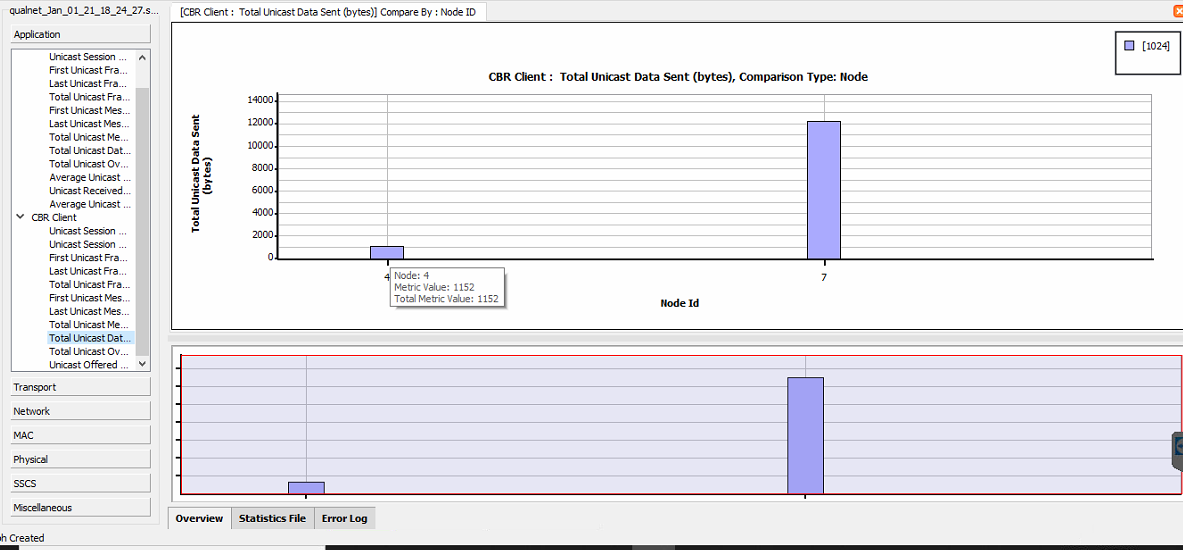 qualnet_Jan_01_21_18_24_27.s...
[CBR Client : Total Unicast Data Sent (bytes)] Compare By : Node ID
Application
Unicast Session ...
First Unicast Fra...
Last Unicast Fra...
Total Unicast Fra...
First Unicast Mes...
Last Unicast Mes...
Total Unicast Me...
Total Unicast Dat...
Total Unicast Ov...
Average Unicast ...
Unicast Received...
Average Unicast ...
CBR Client
Unicast Session ...
Unicast Session ...
First Unicast Fra...
Last Unicast Fra...
Total Unicast Fra...
First Unicast Mes...
Last Unicast Mes...
Total Unicast Me...
Total Unicast Dat...
Total Unicast Ov...
Unicast Offered ...
Transport
Network
MAC
Physical
SSCS
Miscellaneous
[1024]
CBR Client : Total Unicast Data Sent (bytes), Comparison Type: Node
Total Unicast Data Sent
(bytes)
14000
12000
10000
8000
6000
4000
2000
0
4
7
Node: 4
Metric Value: 1152
Total Metric Value: 1152
Node Id
Overview
Statistics File
Error Log
ph Created